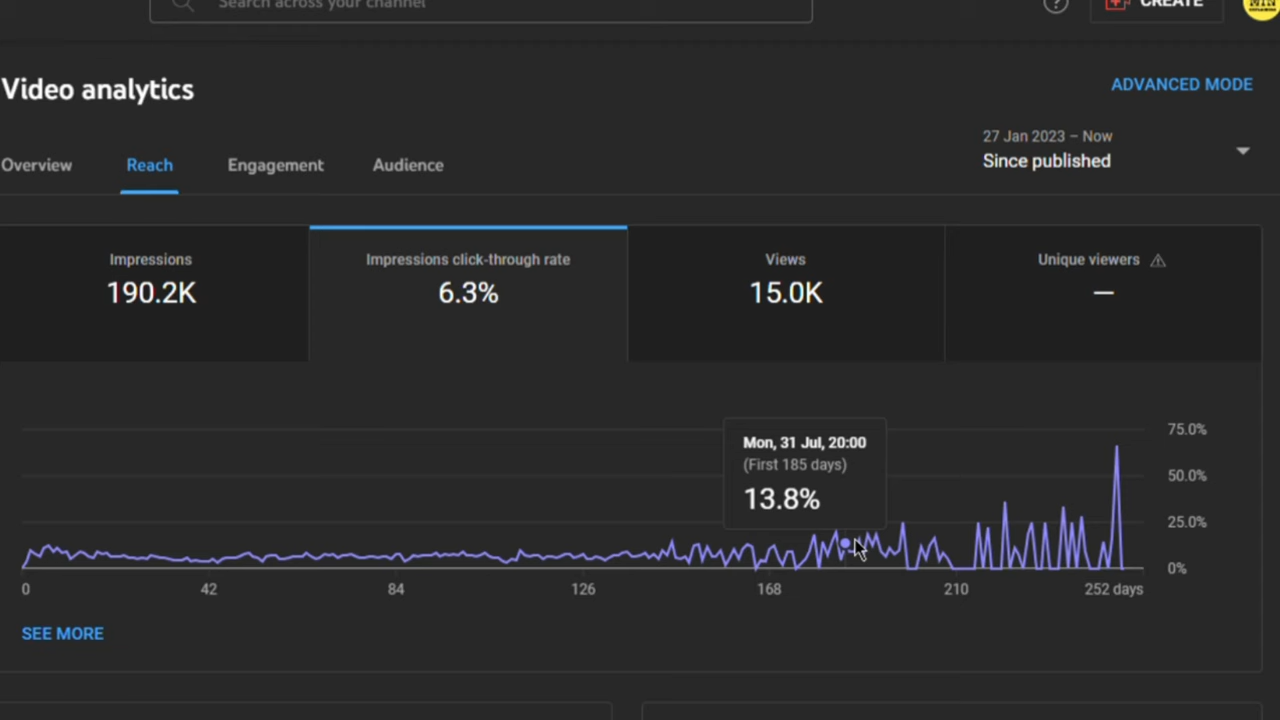 Search across your channel
CREATE
Video analytics
ADVANCED MODE
27 Jan 2023 – Now
Since published
Overview
Reach
Engagement
Audience
Impressions
190.2K
Impressions click-through rate
6.3%
Views
15.0K
Unique viewers
—
Mon, 31 Jul, 20:00
(First 185 days)
13.8%
75.0%
50.0%
25.0%
0%
0 42 84 126 168 210 252 days
SEE MORE